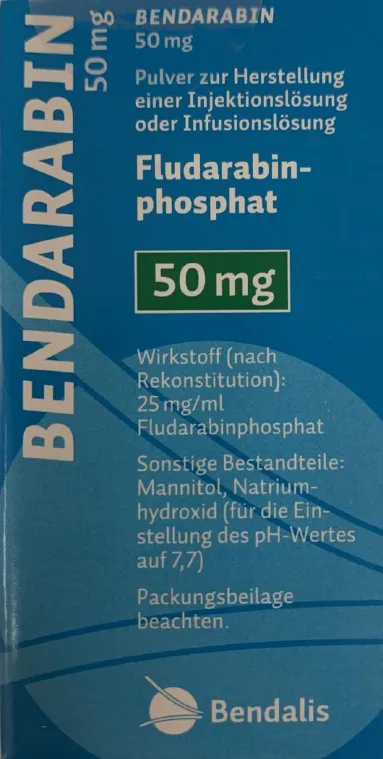 BENDARABIN
50 mg
BENDARABIN
50 mg
Pulver zur Herstellung
einer Injektionslösung
oder Infusionslösung
Fludarabin-
phosphat
50 mg
Wirkstoff (nach
Rekonstitution):
25 mg/ml
Fludarabinphosphat
Sonstige Bestandteile:
Mannitol, Natrium-
hydroxid (für die Ein-
stellung des pH-Wertes
auf 7,7)
Packungsbeilage
beachten.
Bendalis